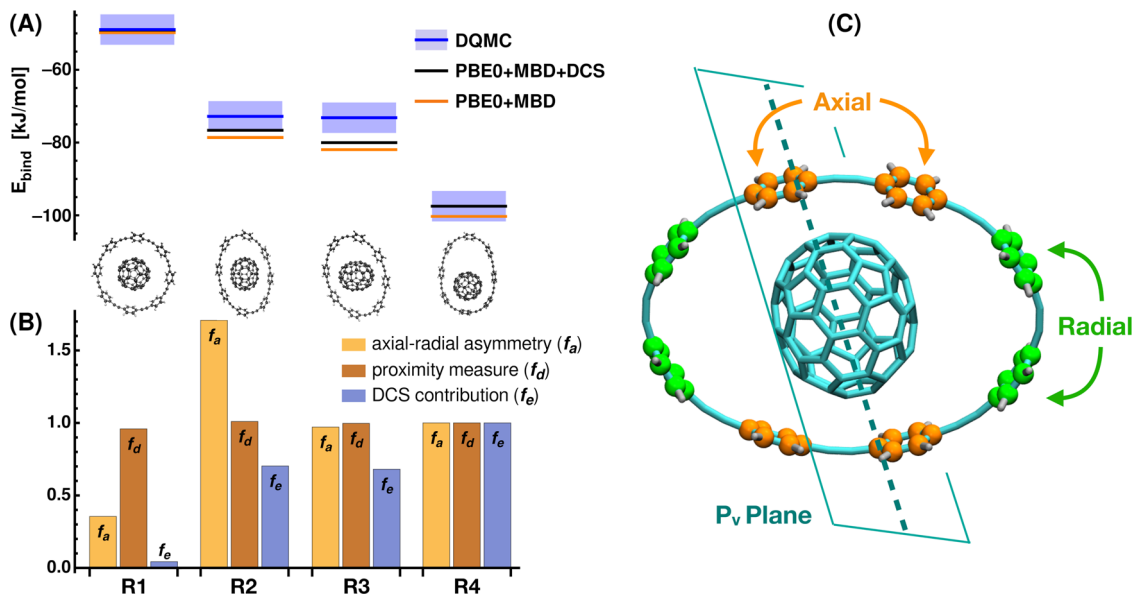 (A)
E_bind [kJ/mol]
−60
−80
−100
DQMC
PBE0+MBD+DCS
PBE0+MBD
(B)
1.5
1.0
0.5
0.0
axial-radial asymmetry (f_a)
proximity measure (f_d)
DCS contribution (f_e)
f_a
f_d
f_e
f_a
f_d
f_e
f_a
f_d
f_e
f_a
f_d
f_e
R1 R2 R3 R4
(C)
Axial
Radial
P_v Plane